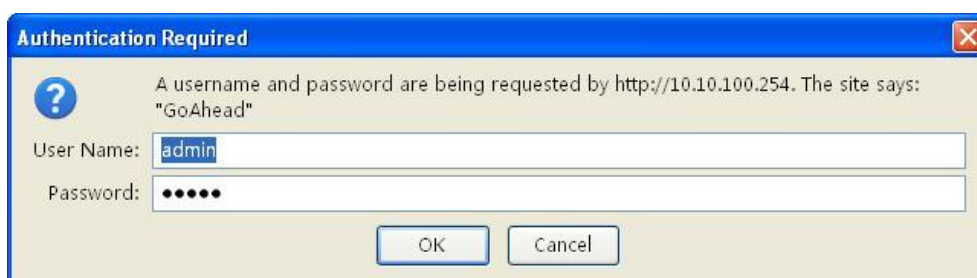 Authentication Required
A username and password are being requested by http://10.10.100.254. The site says:
"GoAhead"
User Name: admin
Password: •••••
OK Cancel